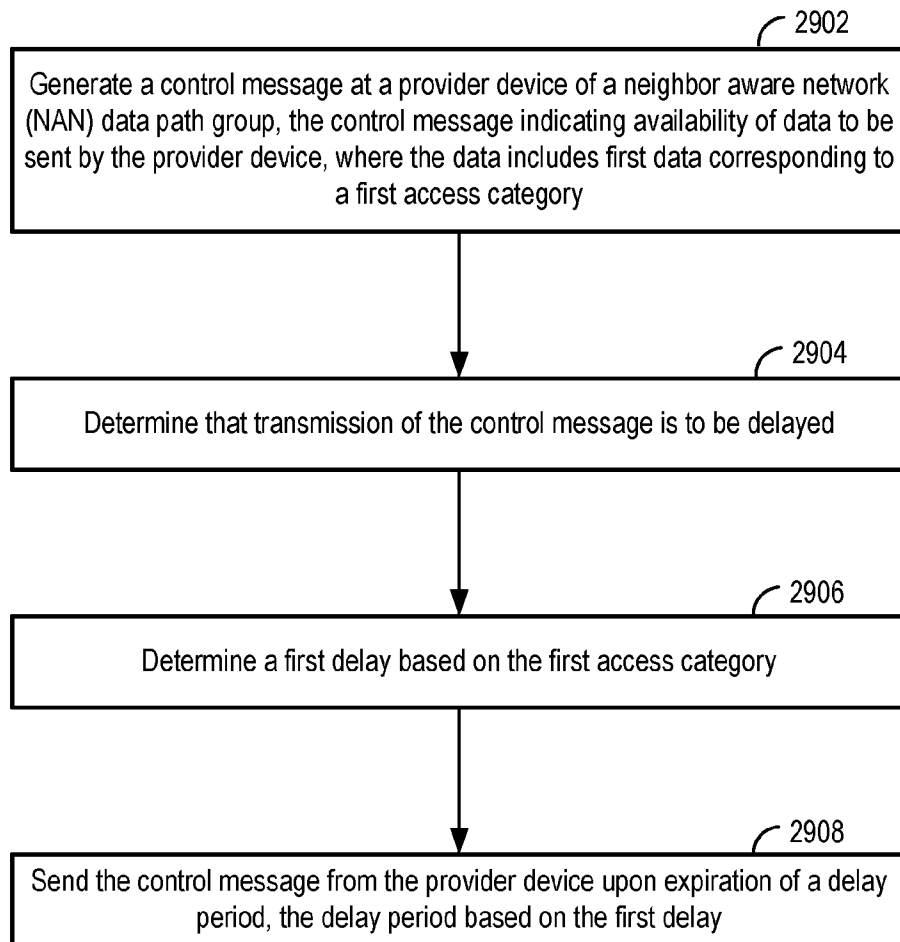 2902
Generate a control message at a provider device of a neighbor aware network
(NAN) data path group, the control message indicating availability of data to be
sent by the provider device, where the data includes first data corresponding to
a first access category
2904
Determine that transmission of the control message is to be delayed
2906
Determine a first delay based on the first access category
2908
Send the control message from the provider device upon expiration of a delay
period, the delay period based on the first delay